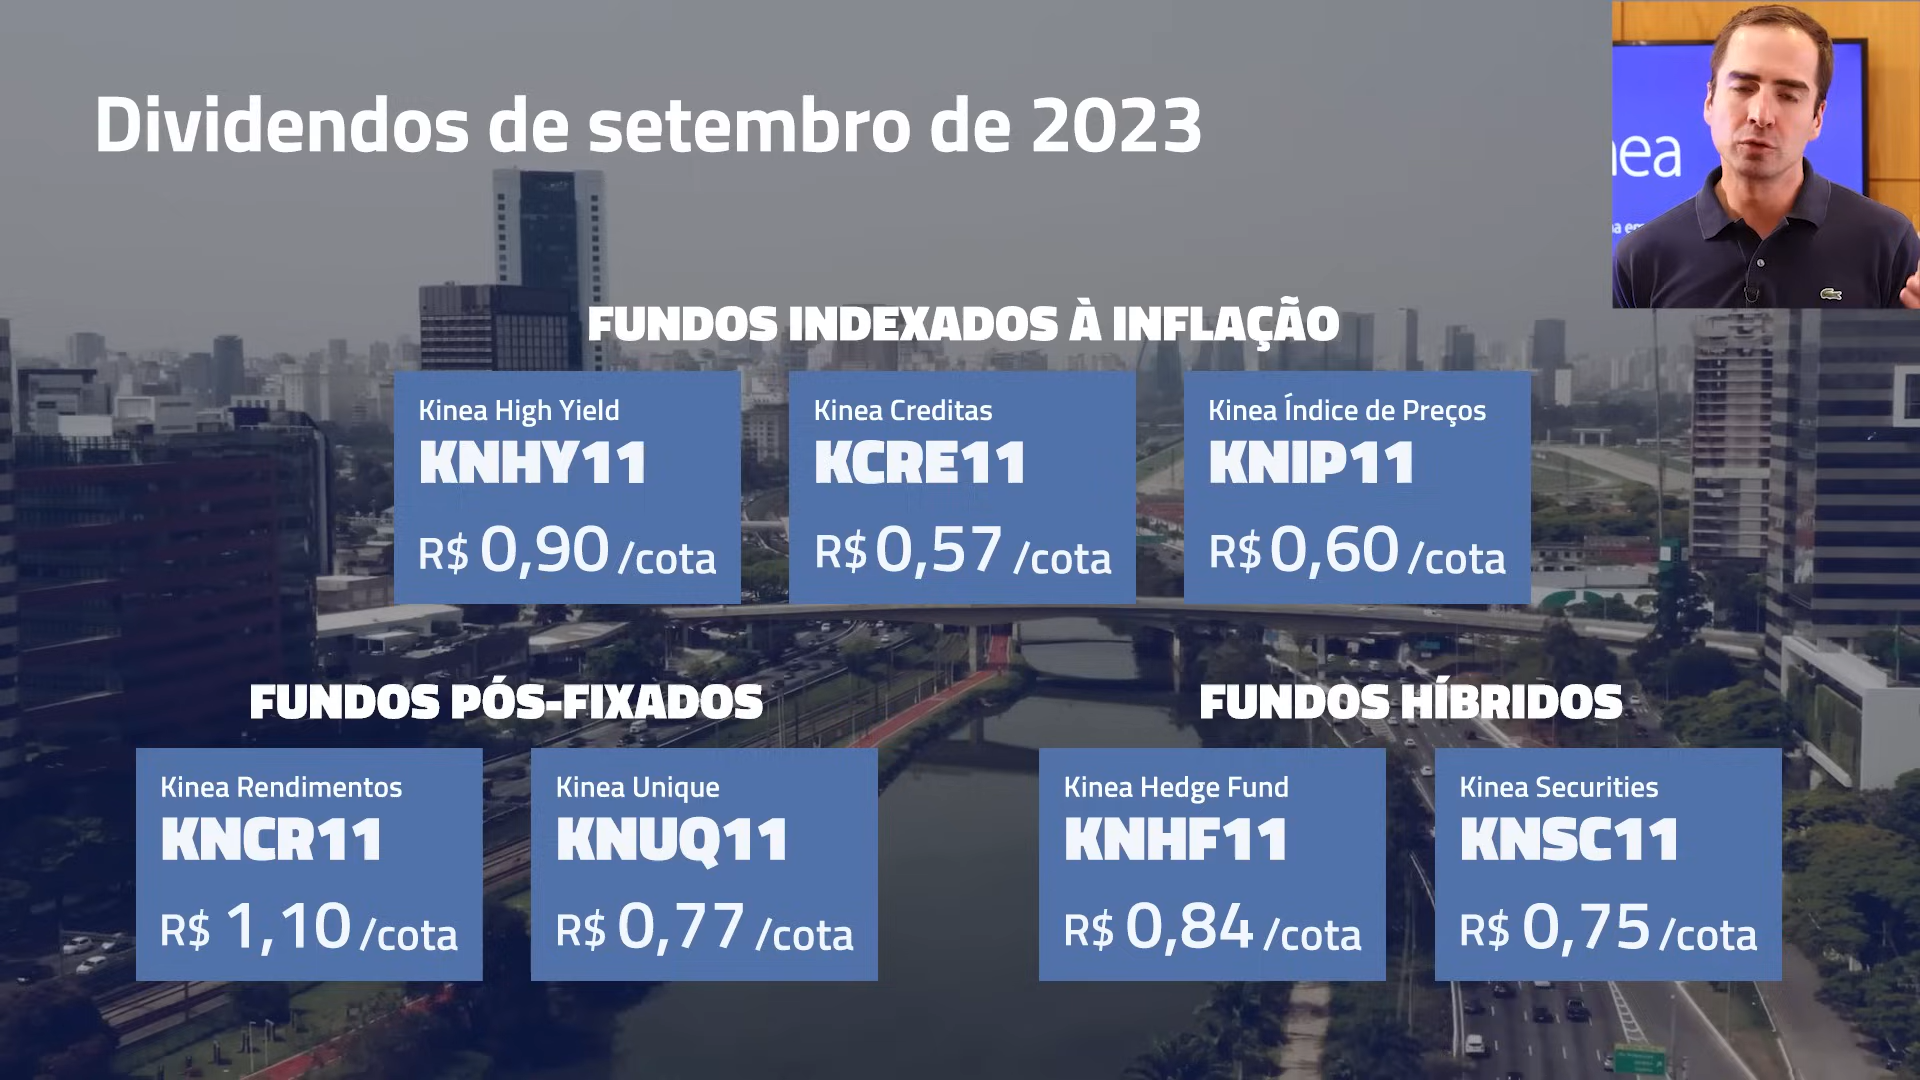 Dividendos de setembro de 2023
nea
FUNDOS INDEXADOS À INFLAÇÃO
Kinea High Yield
KNHY11
R$ 0,90 /cota
Kinea Creditas
KCRE11
R$ 0,57 /cota
Kinea Índice de Preços
KNIP11
R$ 0,60 /cota
FUNDOS PÓS-FIXADOS
Kinea Rendimentos
KNCR11
R$ 1,10 /cota
Kinea Unique
KNUQ11
R$ 0,77 /cota
FUNDOS HÍBRIDOS
Kinea Hedge Fund
KNHF11
R$ 0,84 /cota
Kinea Securities
KNSC11
R$ 0,75 /cota